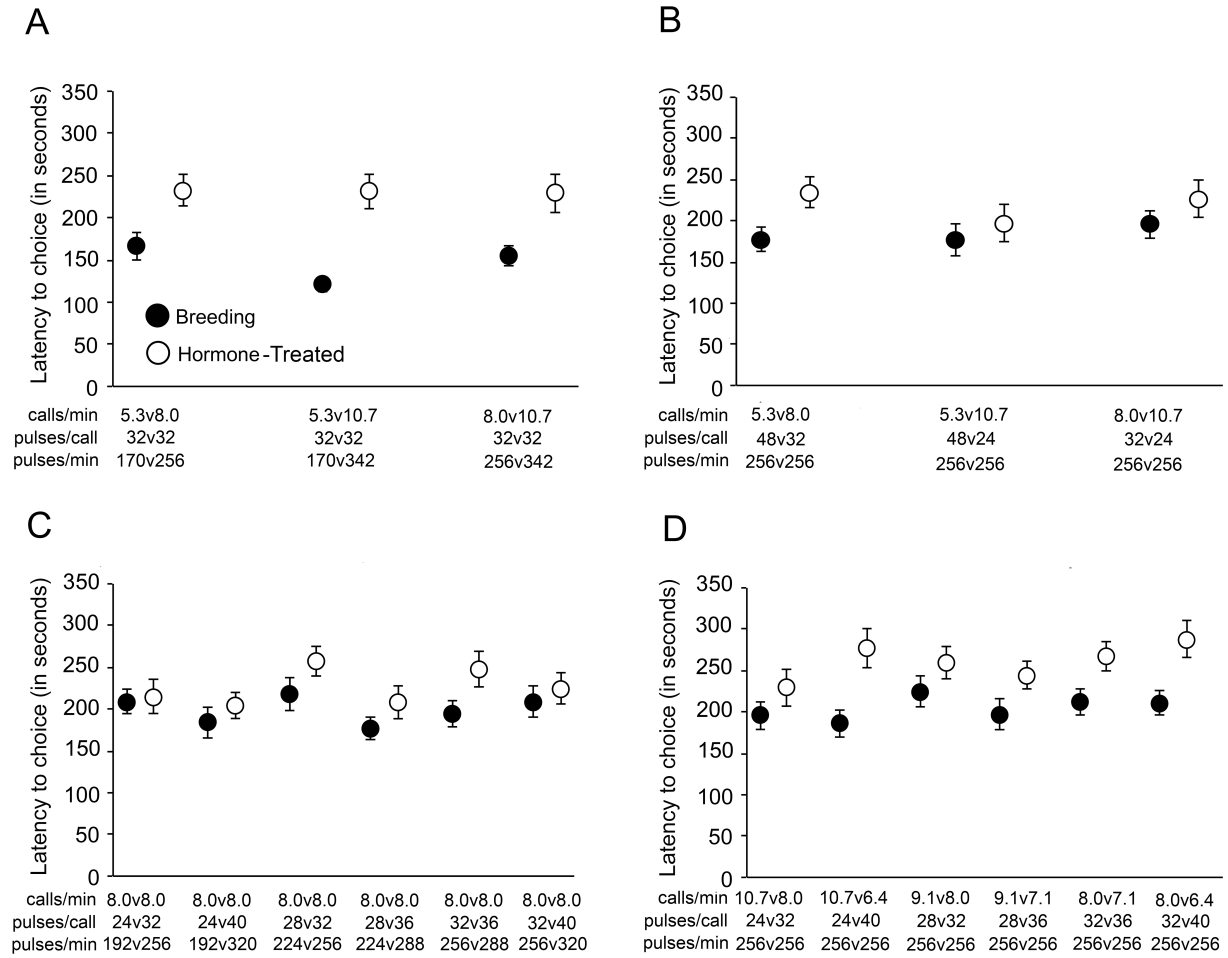 A
Latency to choice (in seconds)
350
300
250
200
150
100
50
0
Breeding
Hormone-Treated
calls/min 5.3v8.0 5.3v10.7 8.0v10.7
pulses/call 32v32 32v32 32v32
pulses/min 170v256 170v342 256v342
B
Latency to choice (in seconds)
350
300
250
200
150
100
50
0
calls/min 5.3v8.0 5.3v10.7 8.0v10.7
pulses/call 48v32 48v24 32v24
pulses/min 256v256 256v256 256v256
C
Latency to choice (in seconds)
350
300
250
200
150
100
50
0
calls/min 8.0v8.0 8.0v8.0 8.0v8.0 8.0v8.0 8.0v8.0 8.0v8.0
pulses/call 24v32 24v40 28v32 28v36 32v36 32v40
pulses/min 192v256 192v320 224v256 224v288 256v288 256v320
D
Latency to choice (in seconds)
350
300
250
200
150
100
50
0
calls/min 10.7v8.0 10.7v6.4 9.1v8.0 9.1v7.1 8.0v7.1 8.0v6.4
pulses/call 24v32 24v40 28v32 28v36 32v36 32v40
pulses/min 256v256 256v256 256v256 256v256 256v256 256v256